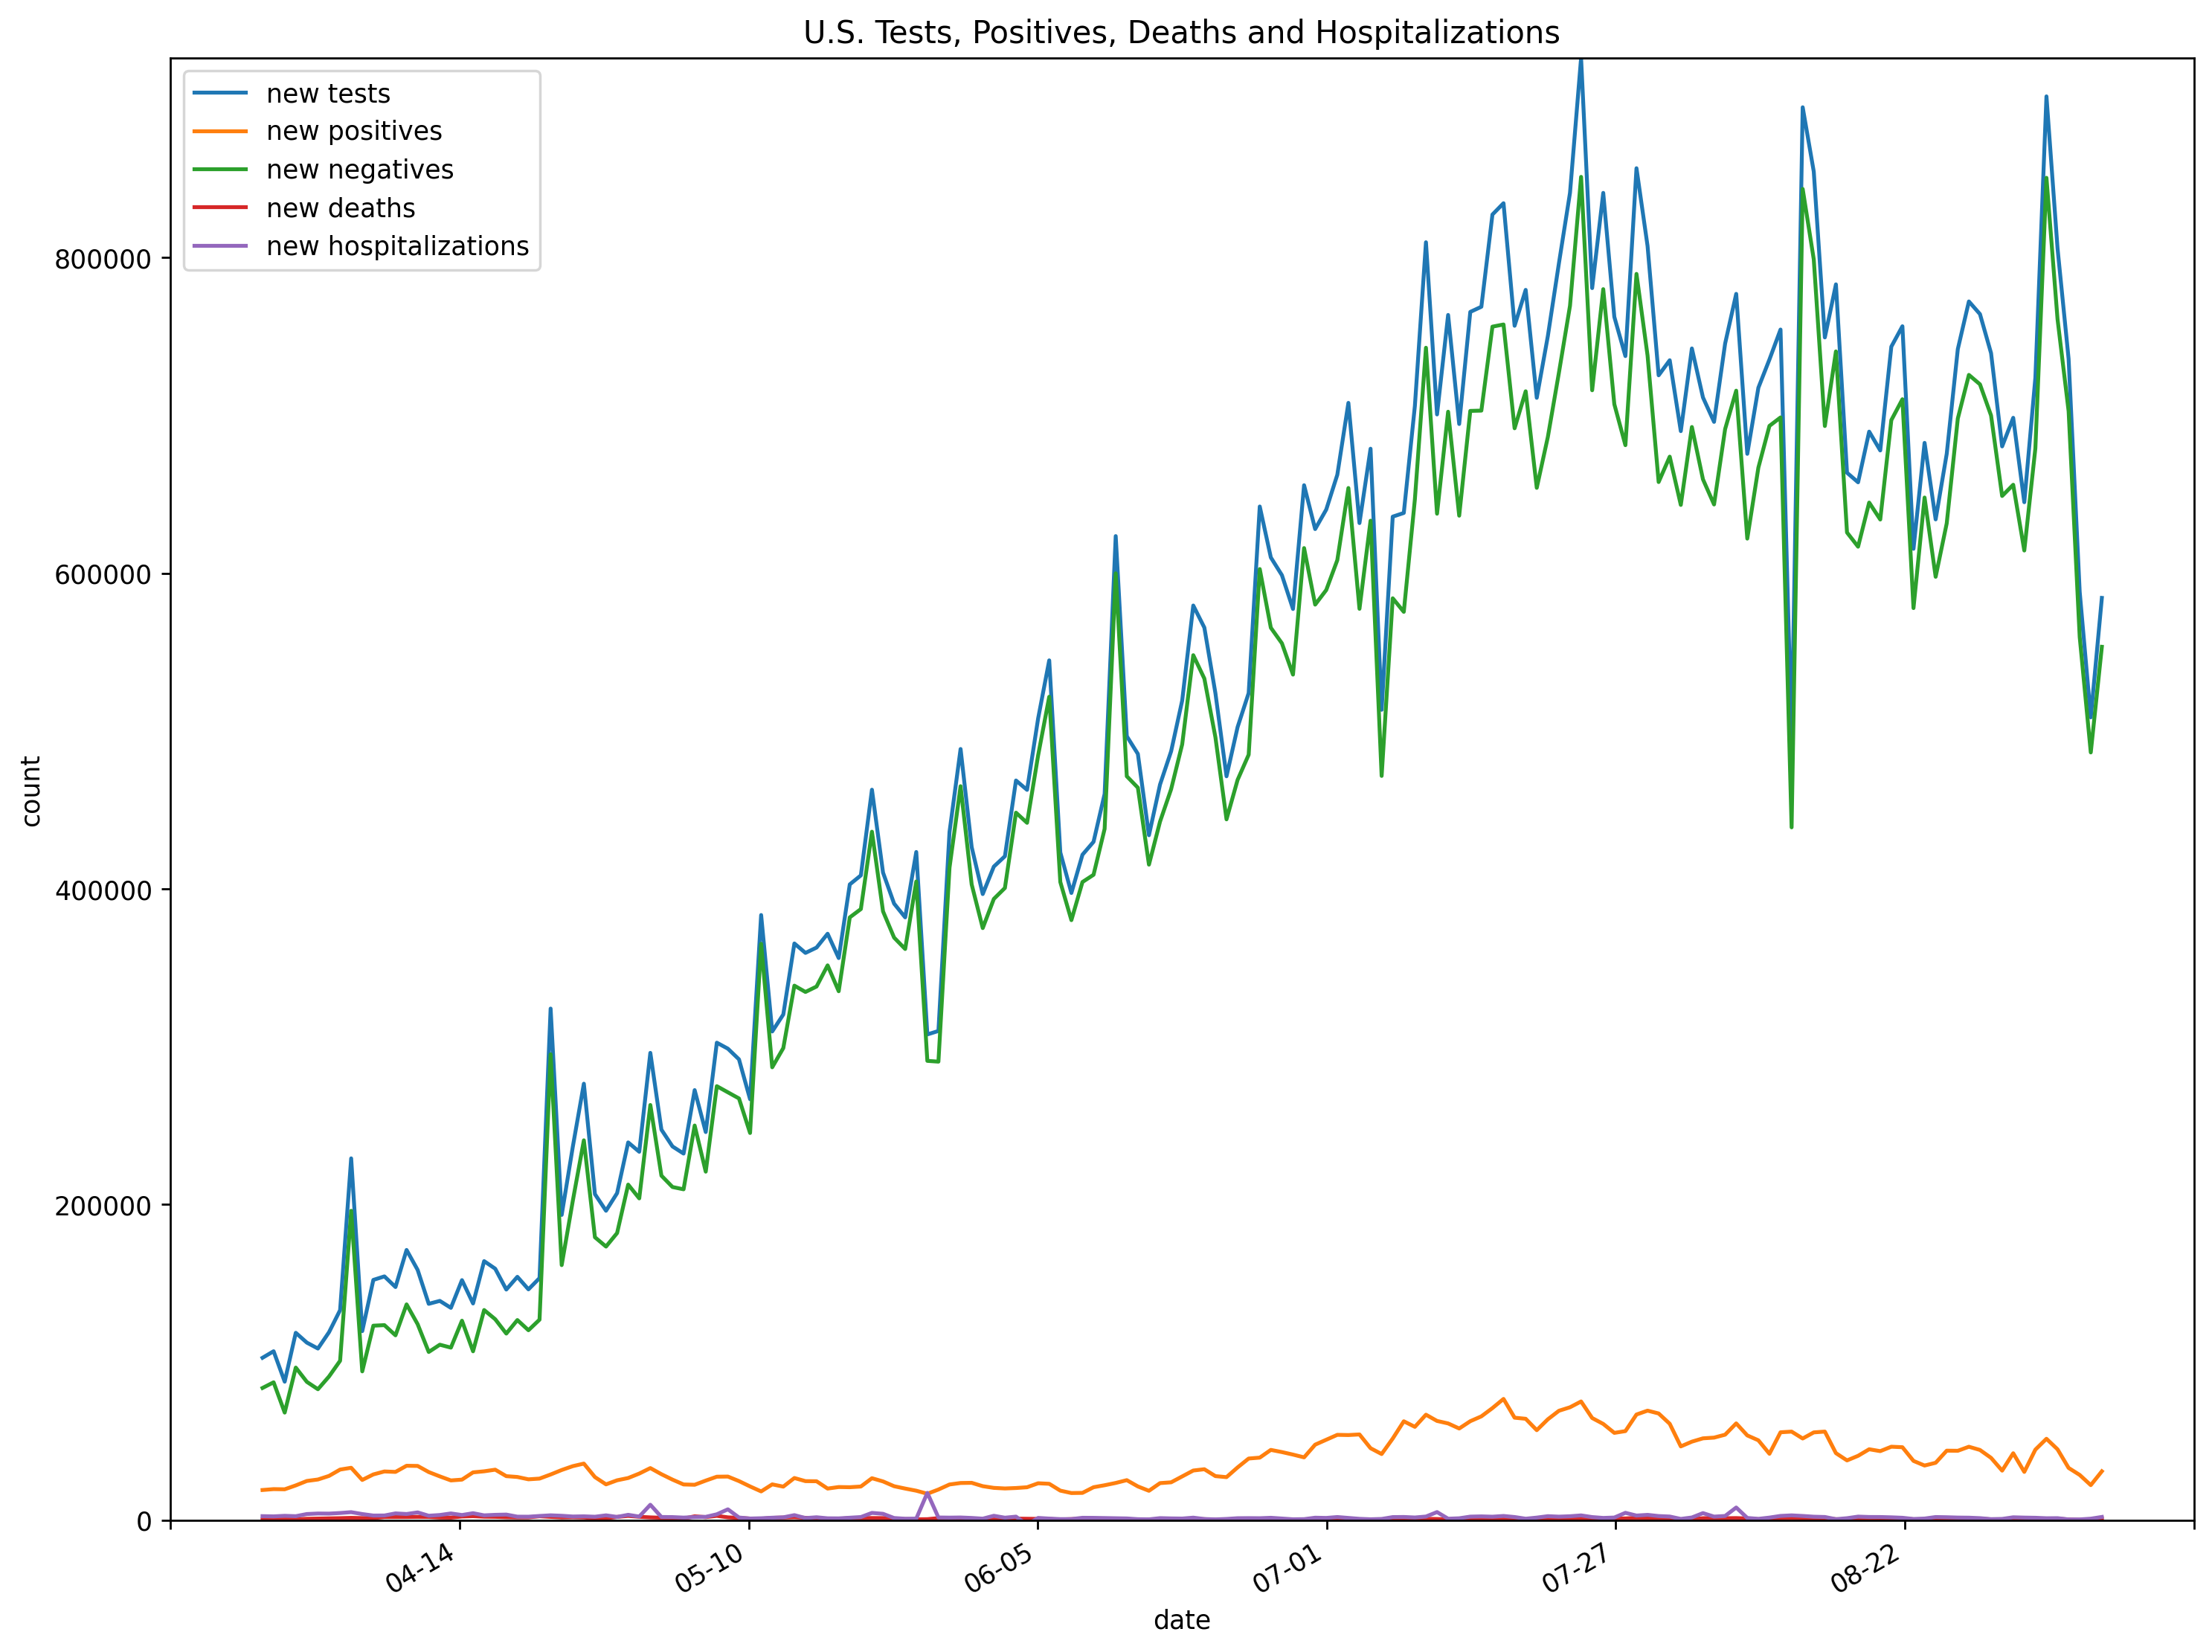 U.S. Tests, Positives, Deaths and Hospitalizations
new tests
new positives
new negatives
new deaths
new hospitalizations
800000
600000
400000
200000
0
count
04-14
05-10
06-05
07-01
07-27
08-22
date